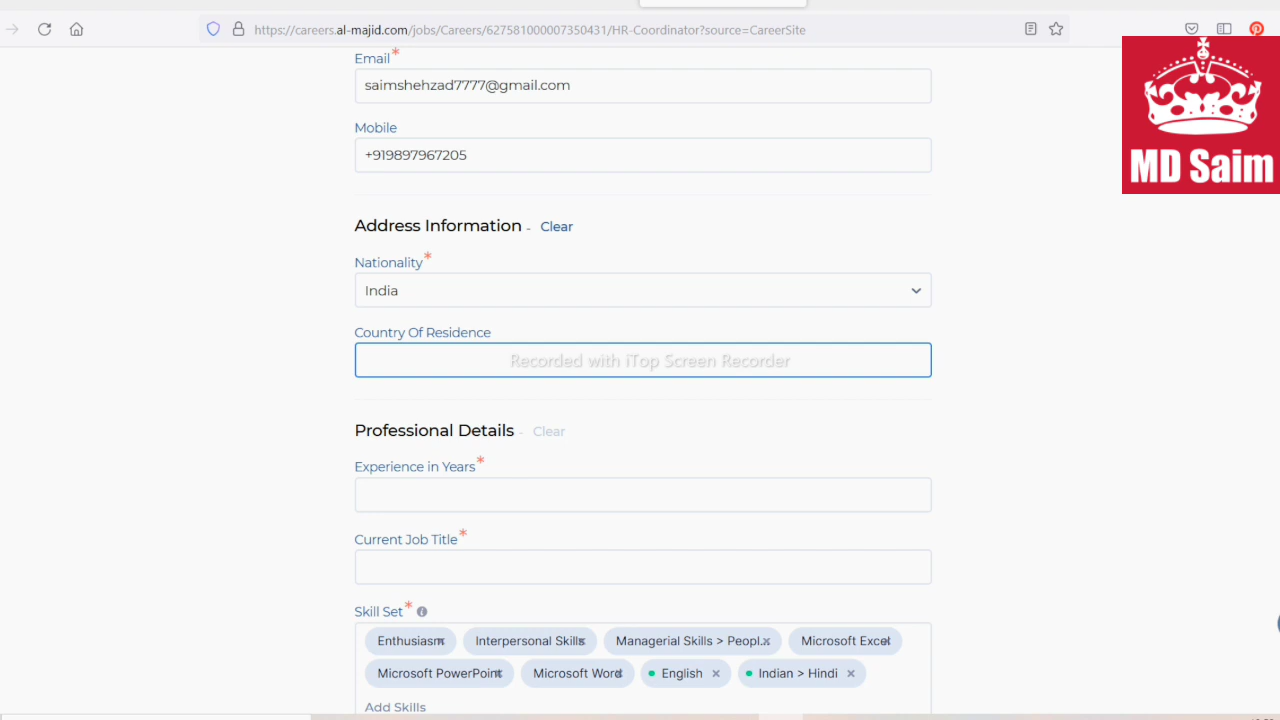 https://careers.al-majid.com/jobs/Careers/627581000007350431/HR-Coordinator?source=CareerSite
MD Saim
Email*
saimshehzad7777@gmail.com
Mobile
+919897967205
Address Information - Clear
Nationality*
India
Country Of Residence
Recorded with iTop Screen Recorder
Professional Details - Clear
Experience in Years*
Current Job Title*
Skill Set*
Enthusiasm Interpersonal Skills Managerial Skills > Peopl.. Microsoft Excel
Microsoft PowerPoint Microsoft Word English Indian > Hindi
Add Skills